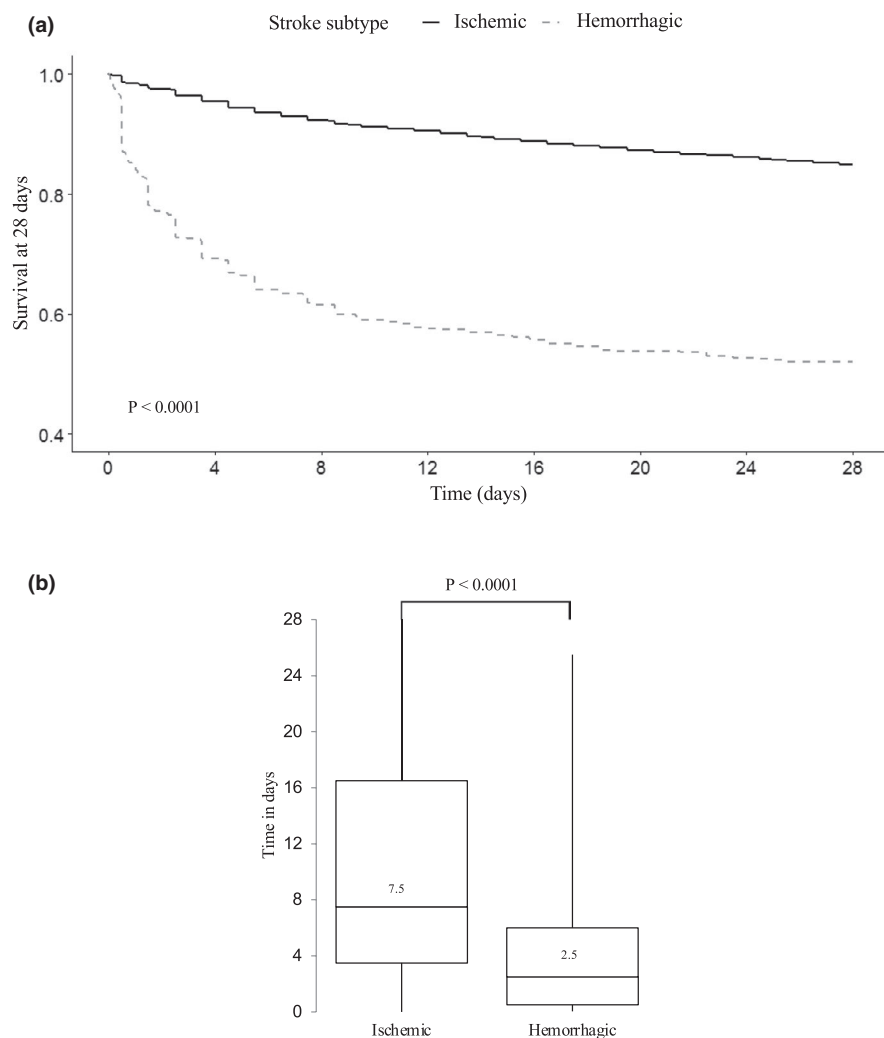 (a)
Stroke subtype Ischemic Hemorrhagic
Survival at 28 days
1.0
0.8
0.6
0.4
P < 0.0001
0 4 8 12 16 20 24 28
Time (days)
(b)
P < 0.0001
Time in days
28
24
20
16
12
8
4
0
7.5
2.5
Ischemic Hemorrhagic